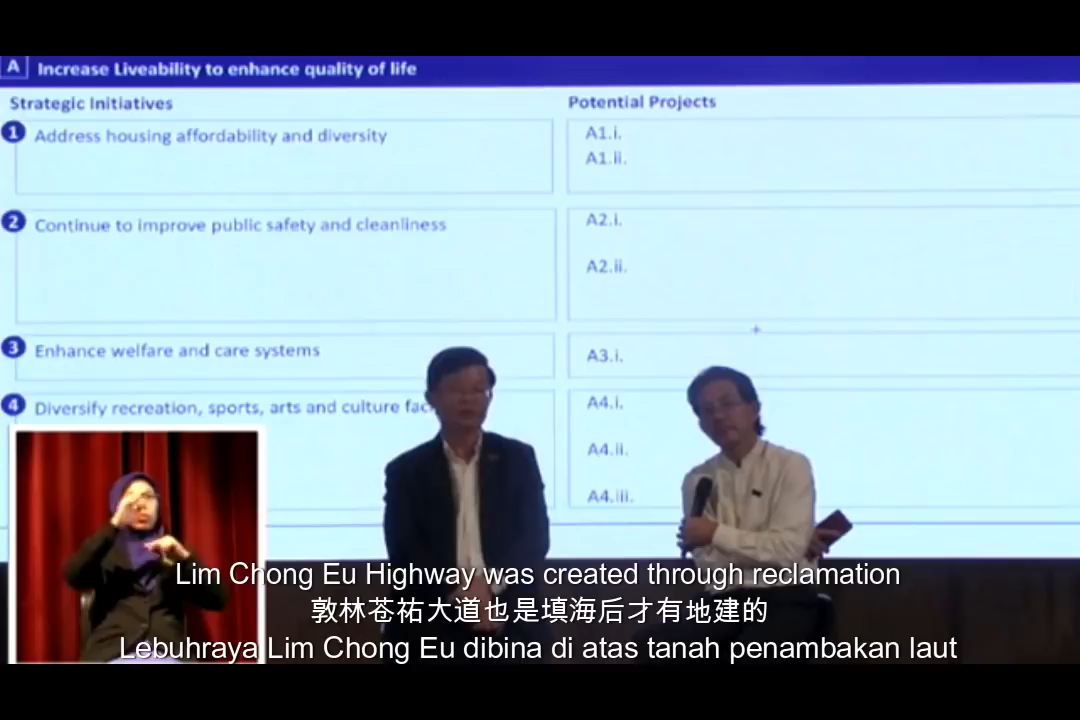 A Increase Liveability to enhance quality of life
Strategic Initiatives
Potential Projects
1 Address housing affordability and diversity
A1.i.
A1.ii.
2 Continue to improve public safety and cleanliness
A2.i.
A2.ii.
3 Enhance welfare and care systems
A3.i.
4 Diversify recreation, sports, arts and culture
A4.i.
A4.ii.
A4.iii.
Lim Chong Eu Highway was created through reclamation
敦林苍祐大道也是填海后才有地建的
Lebuhraya Lim Chong Eu dibina di atas tanah penambakan laut